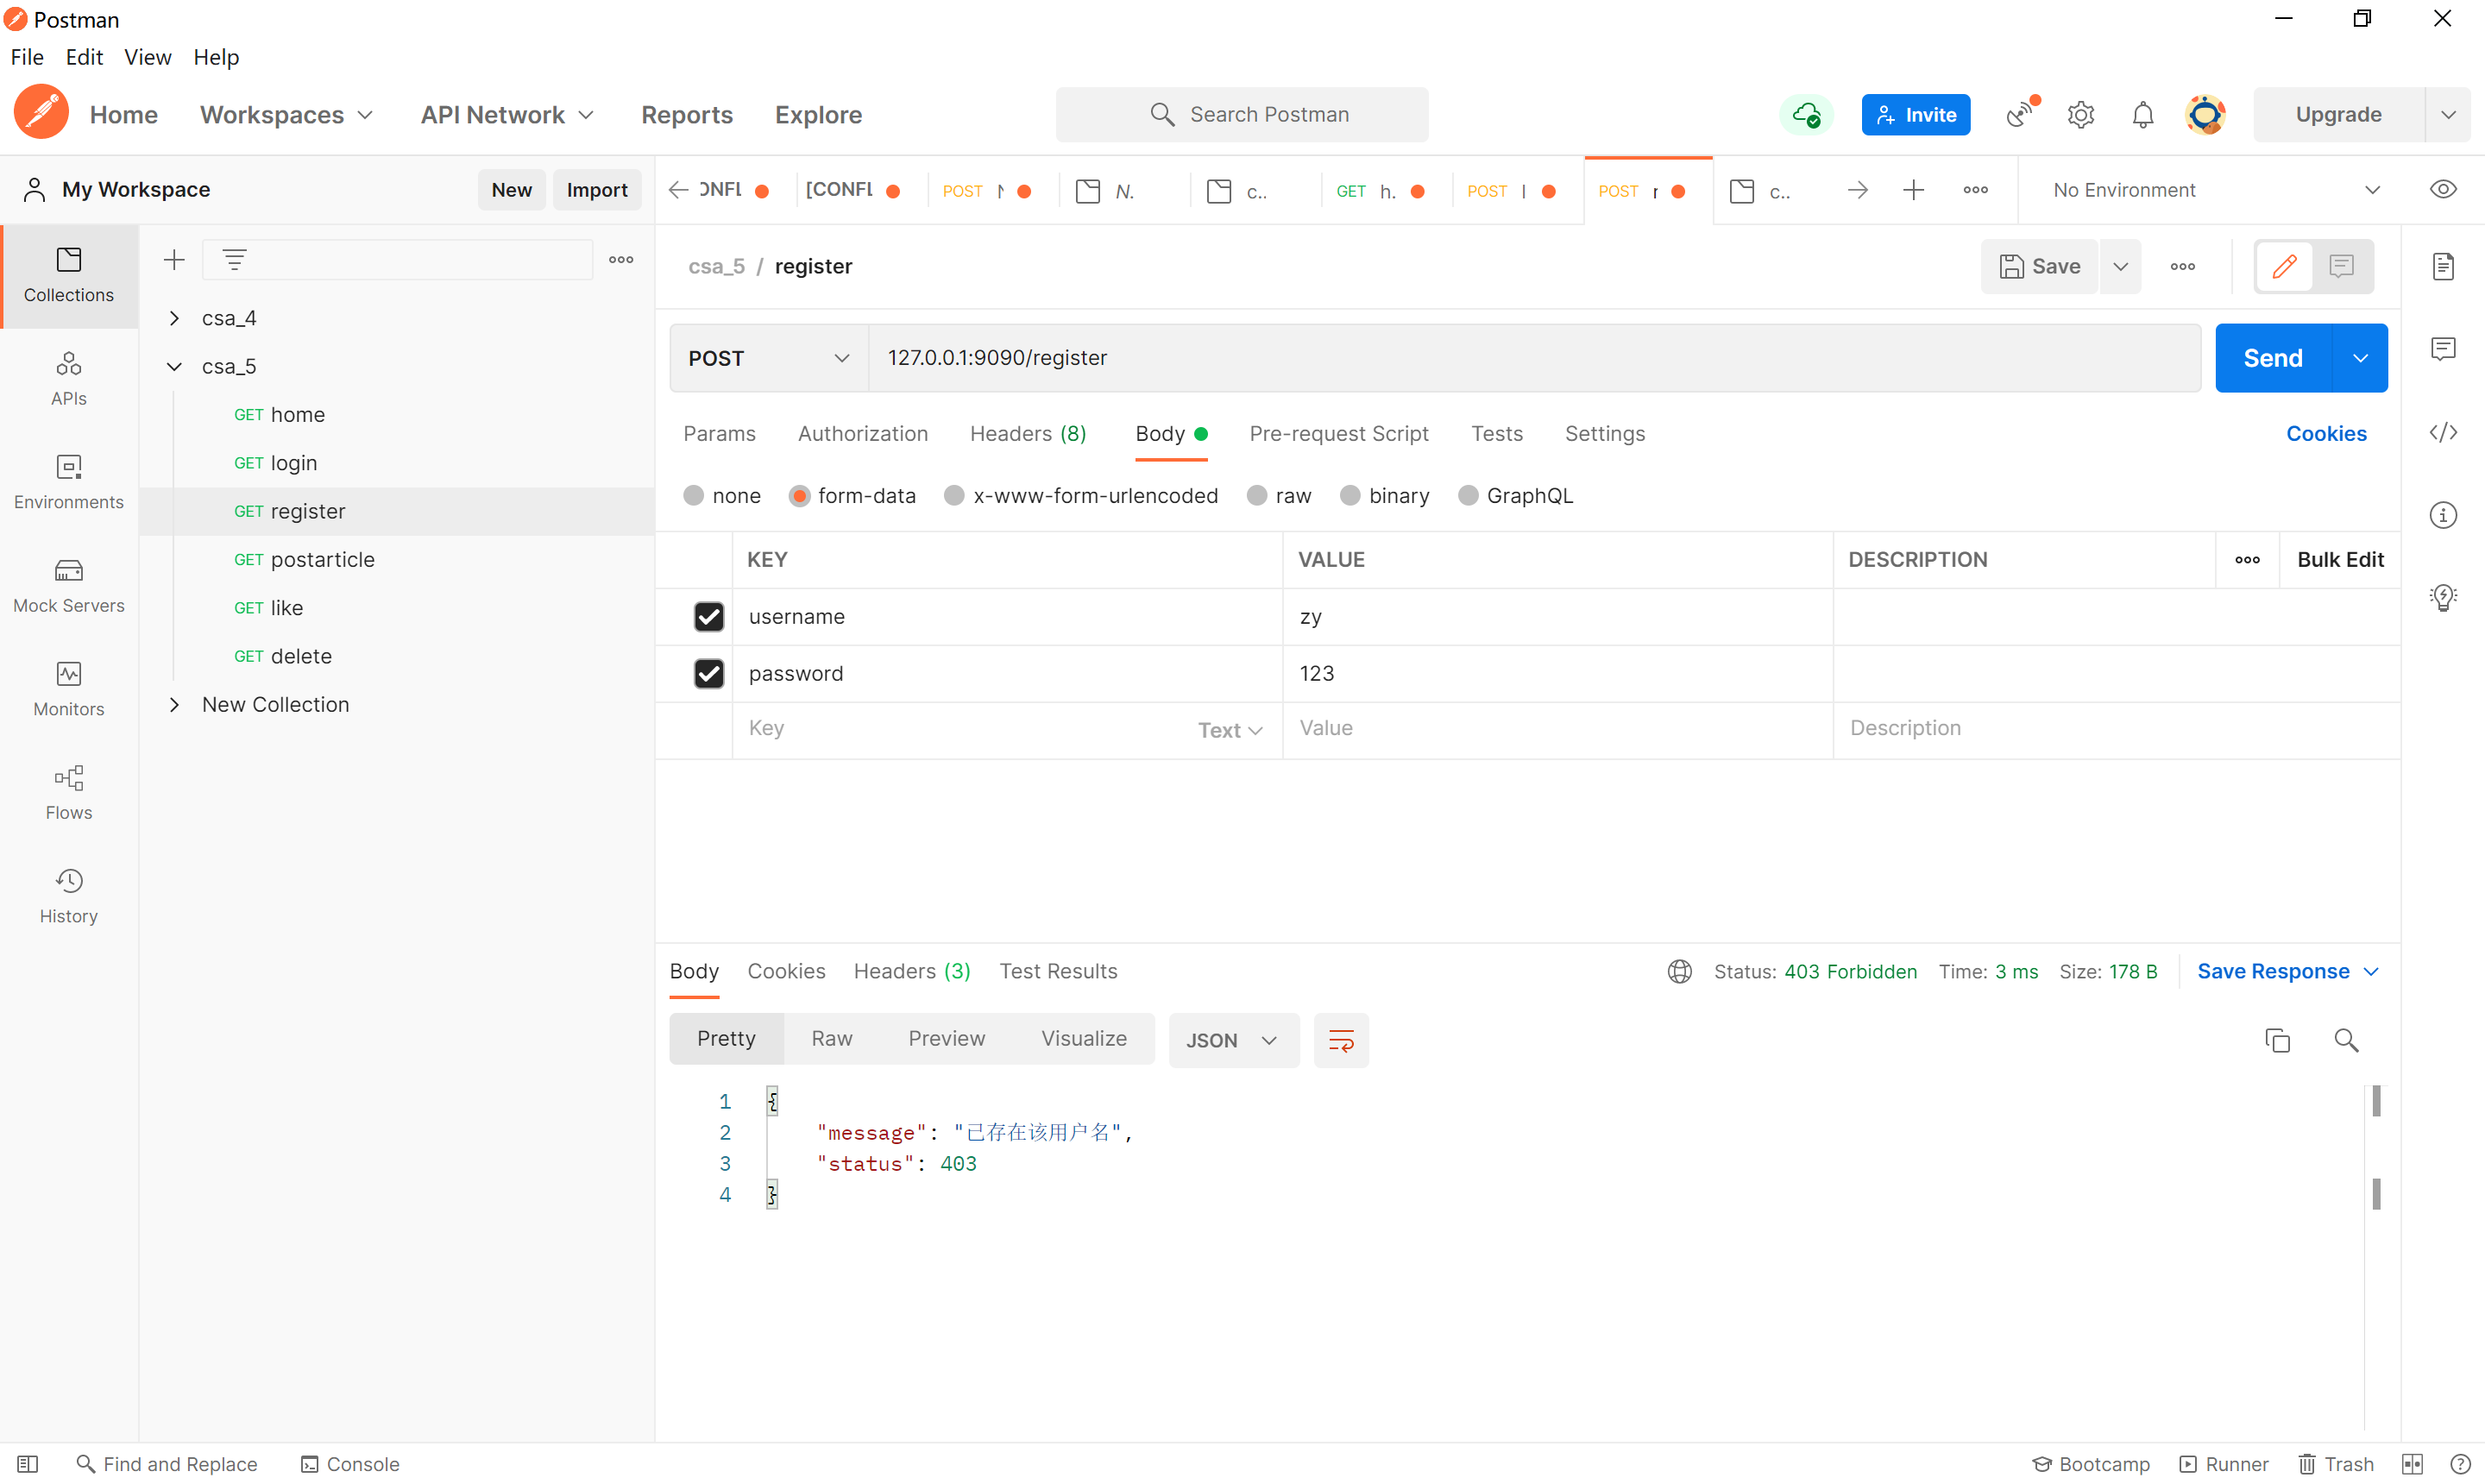 Postman
File Edit View Help
Home Workspaces API Network Reports Explore Search Postman Invite Upgrade
My Workspace New Import
[CONFL POST GET h. POST POST No Environment
N. c.. c..
Collections
APIs
Environments
Mock Servers
Monitors
Flows
History
csa_4
csa_5
GET home
GET login
GET register
GET postarticle
GET like
GET delete
New Collection
csa_5 / register Save
POST 127.0.0.1:9090/register Send
Params Authorization Headers (8) Body Pre-request Script Tests Settings Cookies
none form-data x-www-form-urlencoded raw binary GraphQL
KEY VALUE DESCRIPTION Bulk Edit
username zy
password 123
Key Text Value Description
Body Cookies Headers (3) Test Results Status: 403 Forbidden Time: 3 ms Size: 178 B Save Response
Pretty Raw Preview Visualize JSON
1 {
2 "message": "已存在该用户名",
3 "status": 403
4 }
Find and Replace Console Bootcamp Runner Trash